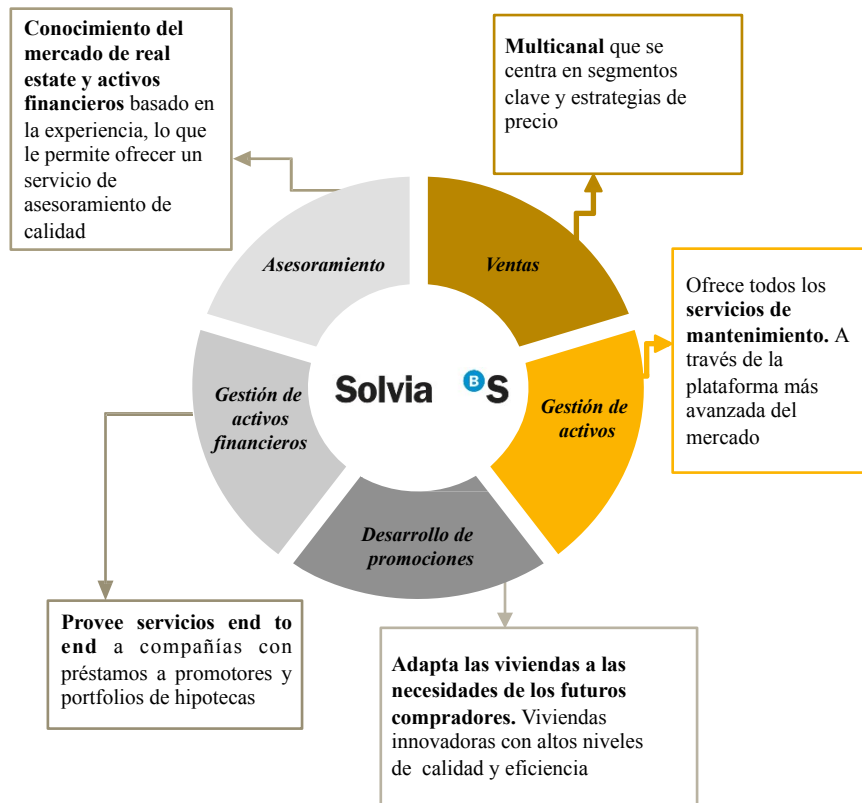 Conocimiento del
mercado de real
estate y activos
financieros basado en
la experiencia, lo que
le permite ofrecer un
servicio de
asesoramiento de
calidad
Multicanal que se
centra en segmentos
clave y estrategias de
precio
Asesoramiento
Ventas
Ofrece todos los
servicios de
mantenimiento. A
través de la
plataforma más
avanzada del
mercado
Gestión de
activos
financieros
Solvia BS
Gestión de
activos
Desarrollo de
promociones
Provee servicios end to
end a compañías con
préstamos a promotores y
portfolios de hipotecas
Adapta las viviendas a las
necesidades de los futuros
compradores. Viviendas
innovadoras con altos niveles
de calidad y eficiencia